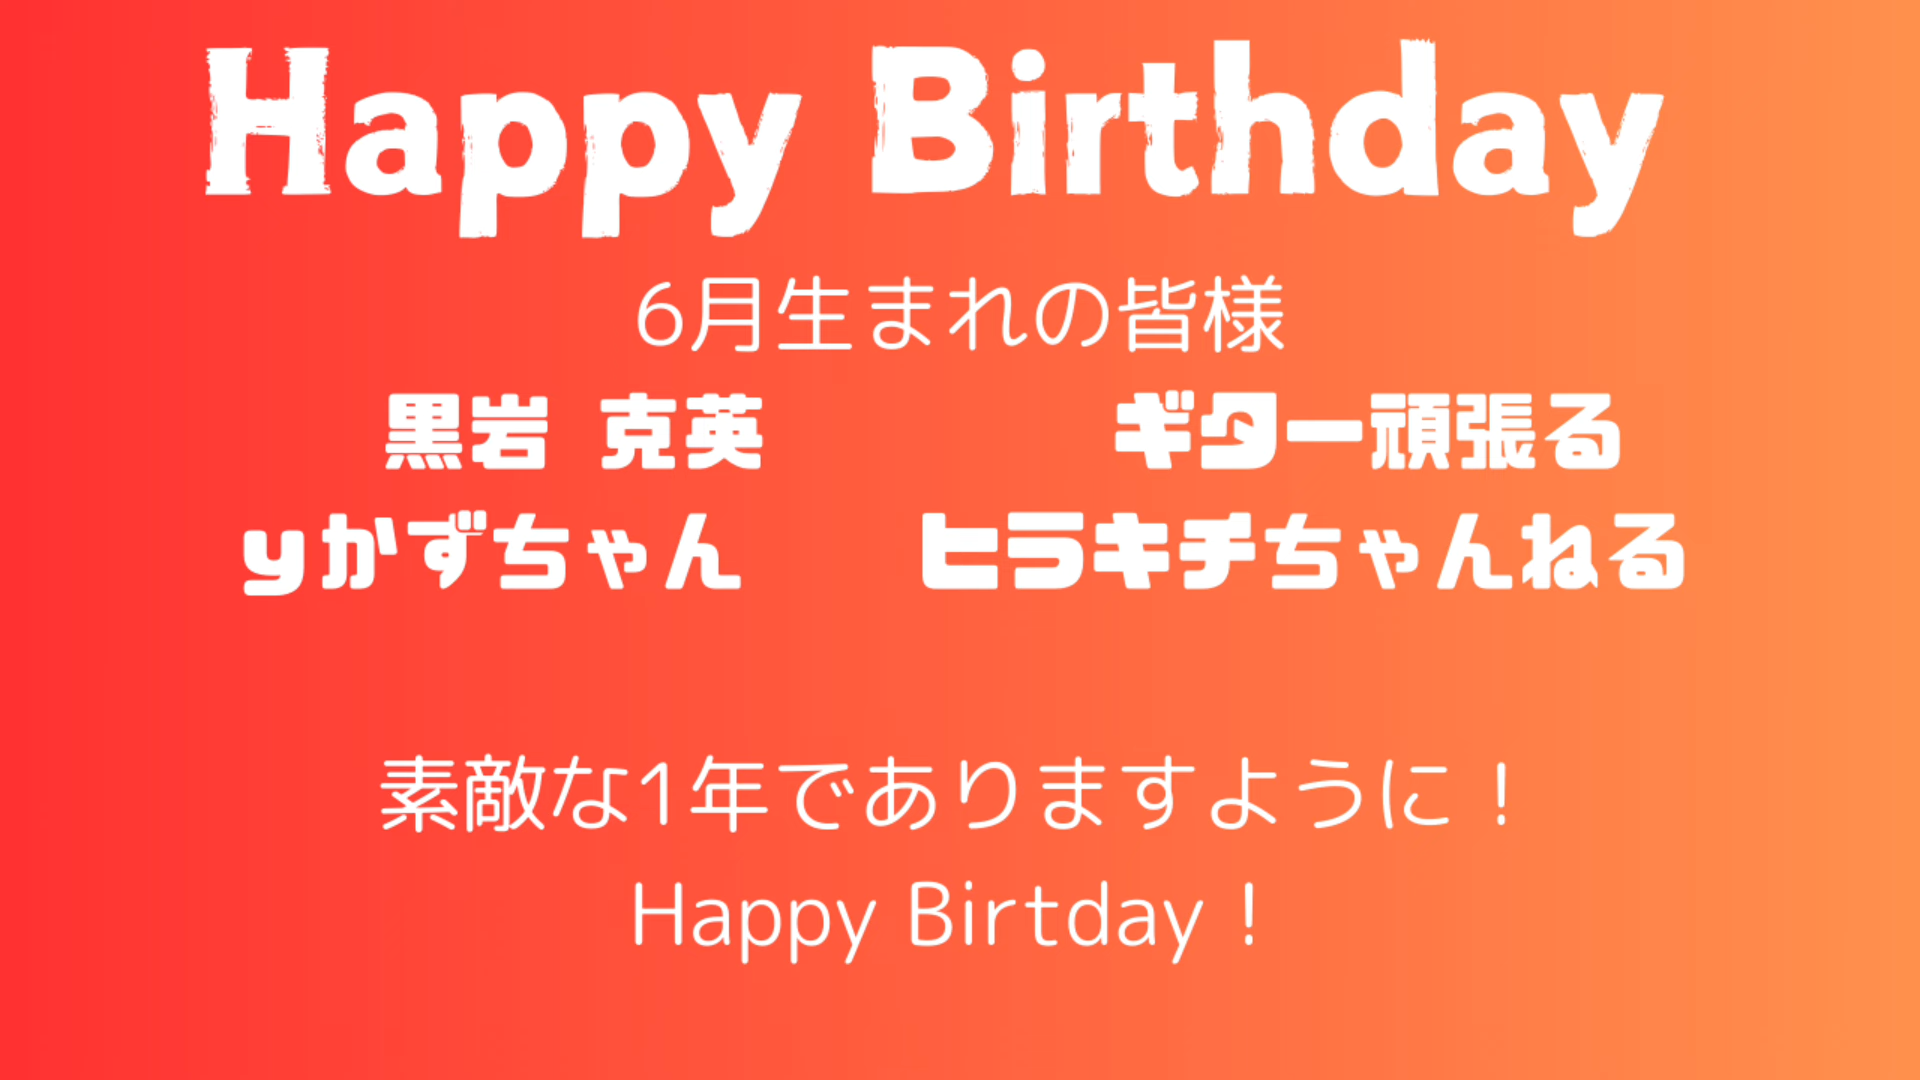 Happy Birthday
6月生まれの皆様
黒岩 克英 ギター頑張る
yかずちゃん ヒラキチちゃんねる
素敵な1年でありますように！
Happy Birtday！